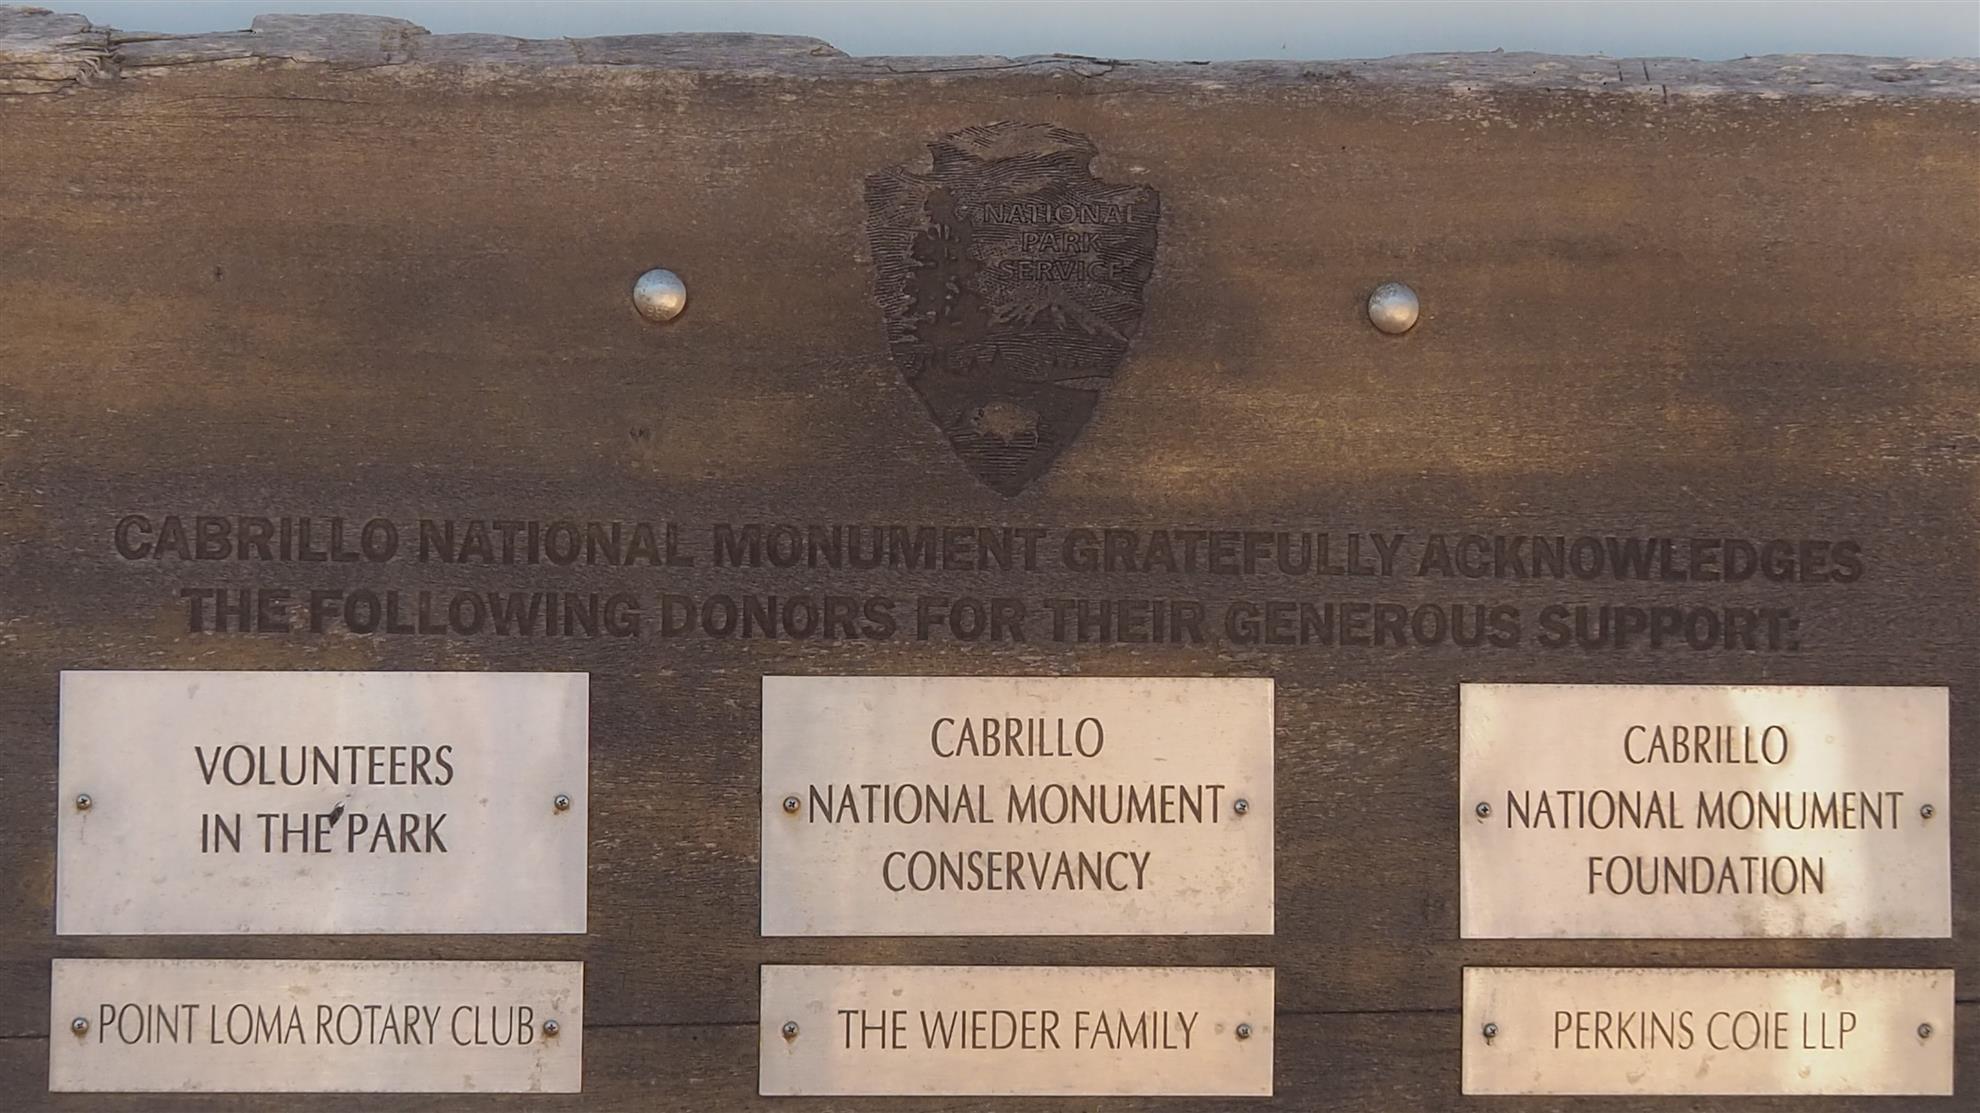 NATIONAL
PARK
SERVICE
CABRILLO NATIONAL MONUMENT GRATEFULLY ACKNOWLEDGES
THE FOLLOWING DONORS FOR THEIR GENEROUS SUPPORT:
VOLUNTEERS
IN THE PARK
CABRILLO
NATIONAL MONUMENT
CONSERVANCY
CABRILLO
NATIONAL MONUMENT
FOUNDATION
POINT LOMA ROTARY CLUB
THE WIEDER FAMILY
PERKINS COIE LLP